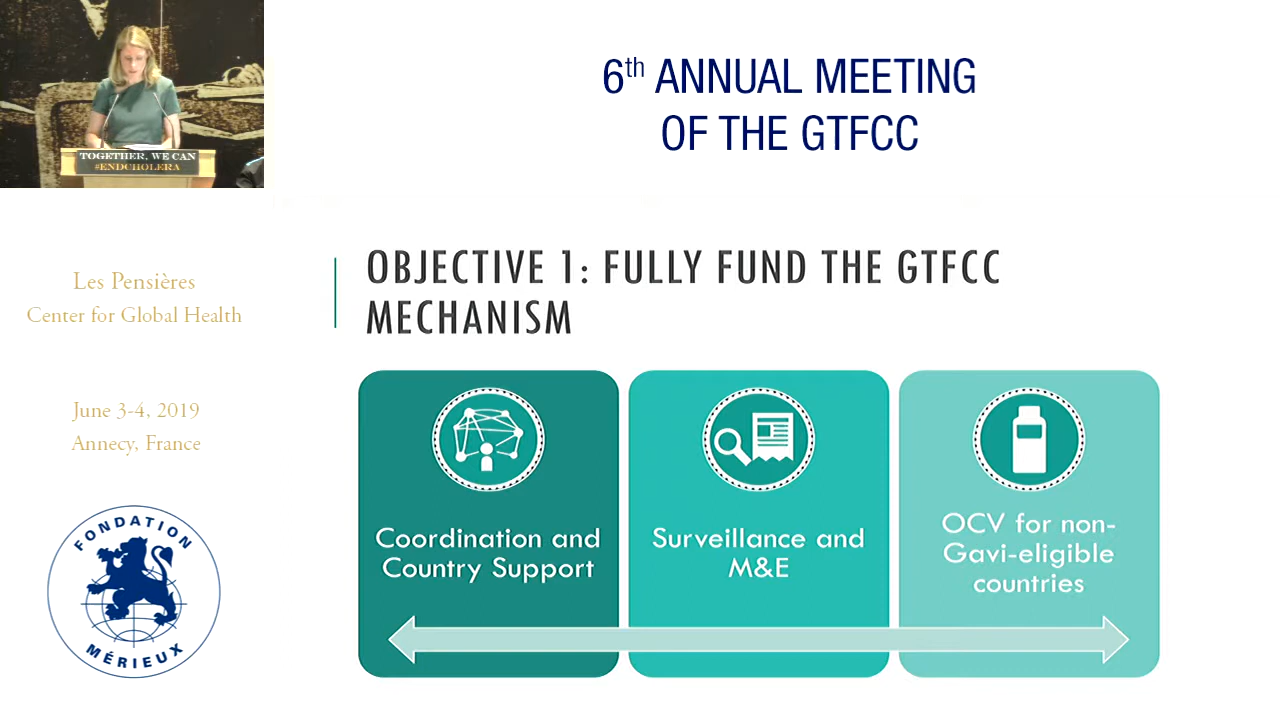 TOGETHER, WE CAN
#ENDCHOLERA
6th ANNUAL MEETING
OF THE GTFCC
Les Pensières
Center for Global Health
June 3-4, 2019
Annecy, France
FONDATION
MÉRIEUX
OBJECTIVE 1: FULLY FUND THE GTFCC
MECHANISM
Coordination and
Country Support
Surveillance and
M&E
OCV for non-
Gavi-eligible
countries